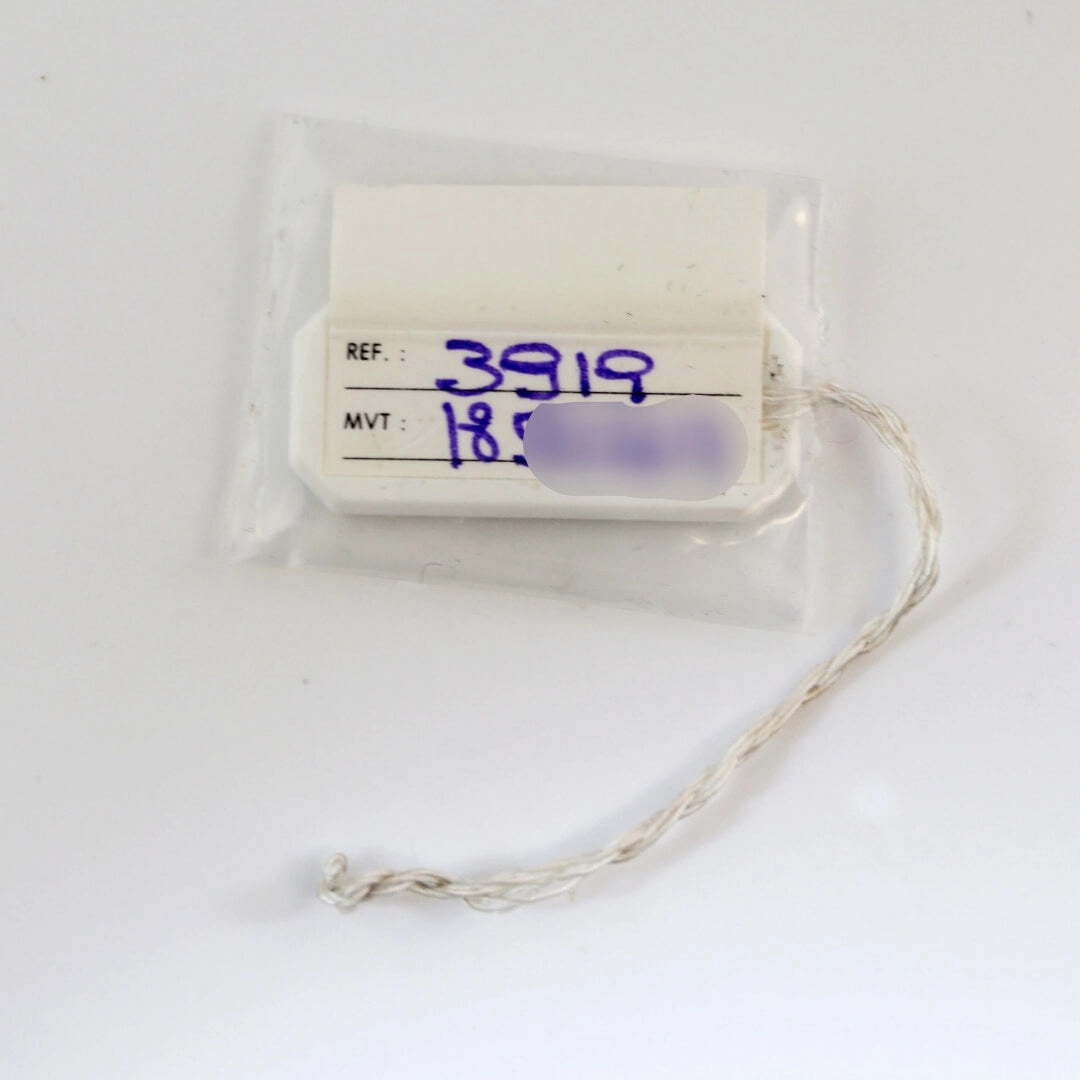 REF. : 3919
MVT : 18